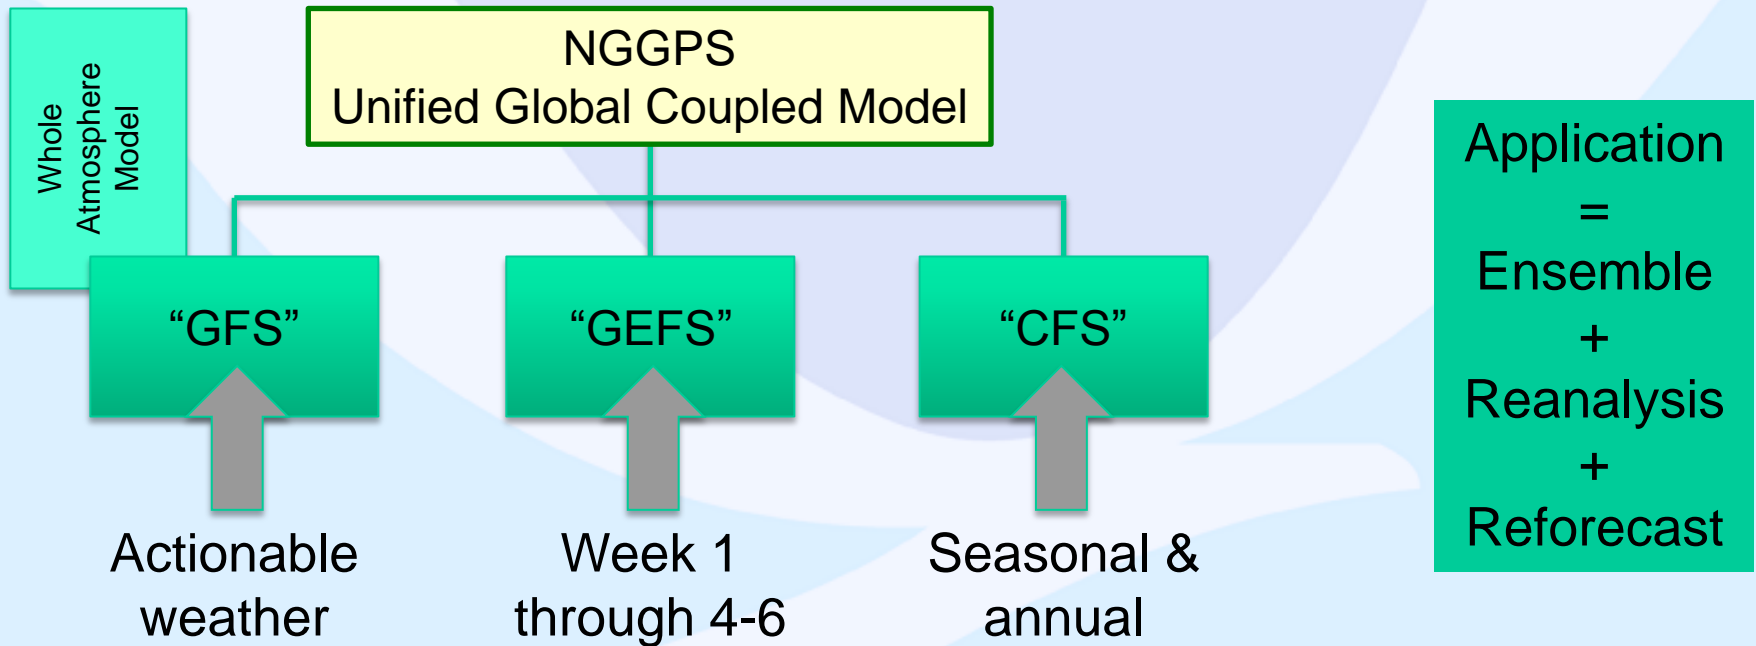 Whole
Atmosphere
Model
NGGPS
Unified Global Coupled Model
“GFS”
“GEFS”
“CFS”
Actionable
weather
Week 1
through 4-6
Seasonal &
annual
Application
=
Ensemble
+
Reanalysis
+
Reforecast